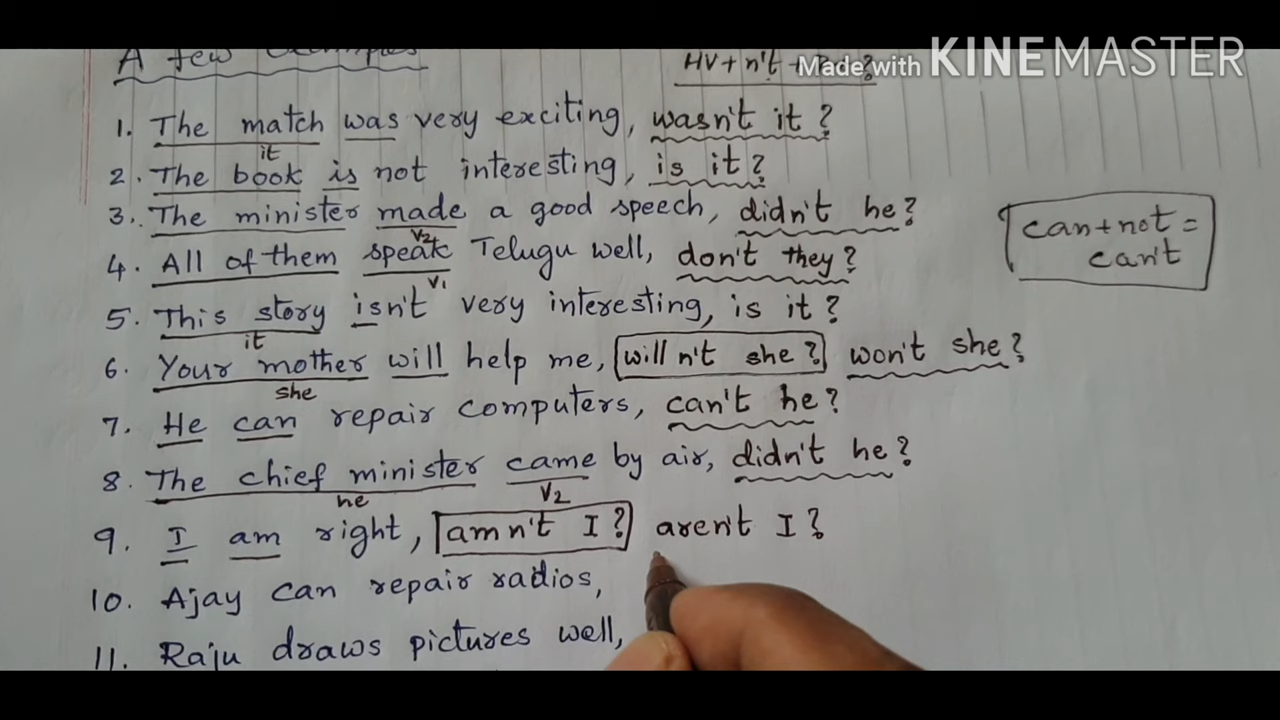 A few Examples
HV + n't + Pro?
Made with KINEMASTER
1. The match was very exciting, wasn't it?
it
2. The book is not interesting, is it?
3. The minister made a good speech, didn't he?
V2
4. All of them speak Telugu well, don't they?
V1
can+not =
can't
5. This story isn't very interesting, is it?
it
6. Your mother will help me, will n't she? won't she?
she
7. He can repair computers, can't he?
8. The chief minister came by air, didn't he?
he V2
9. I am right, amn't I? aren't I?
10. Ajay can repair radios,
11. Raju draws pictures well,